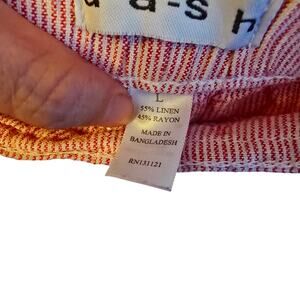 a-s
L
55% LINEN
45% RAYON
MADE IN
BANGLADESH
RN131121